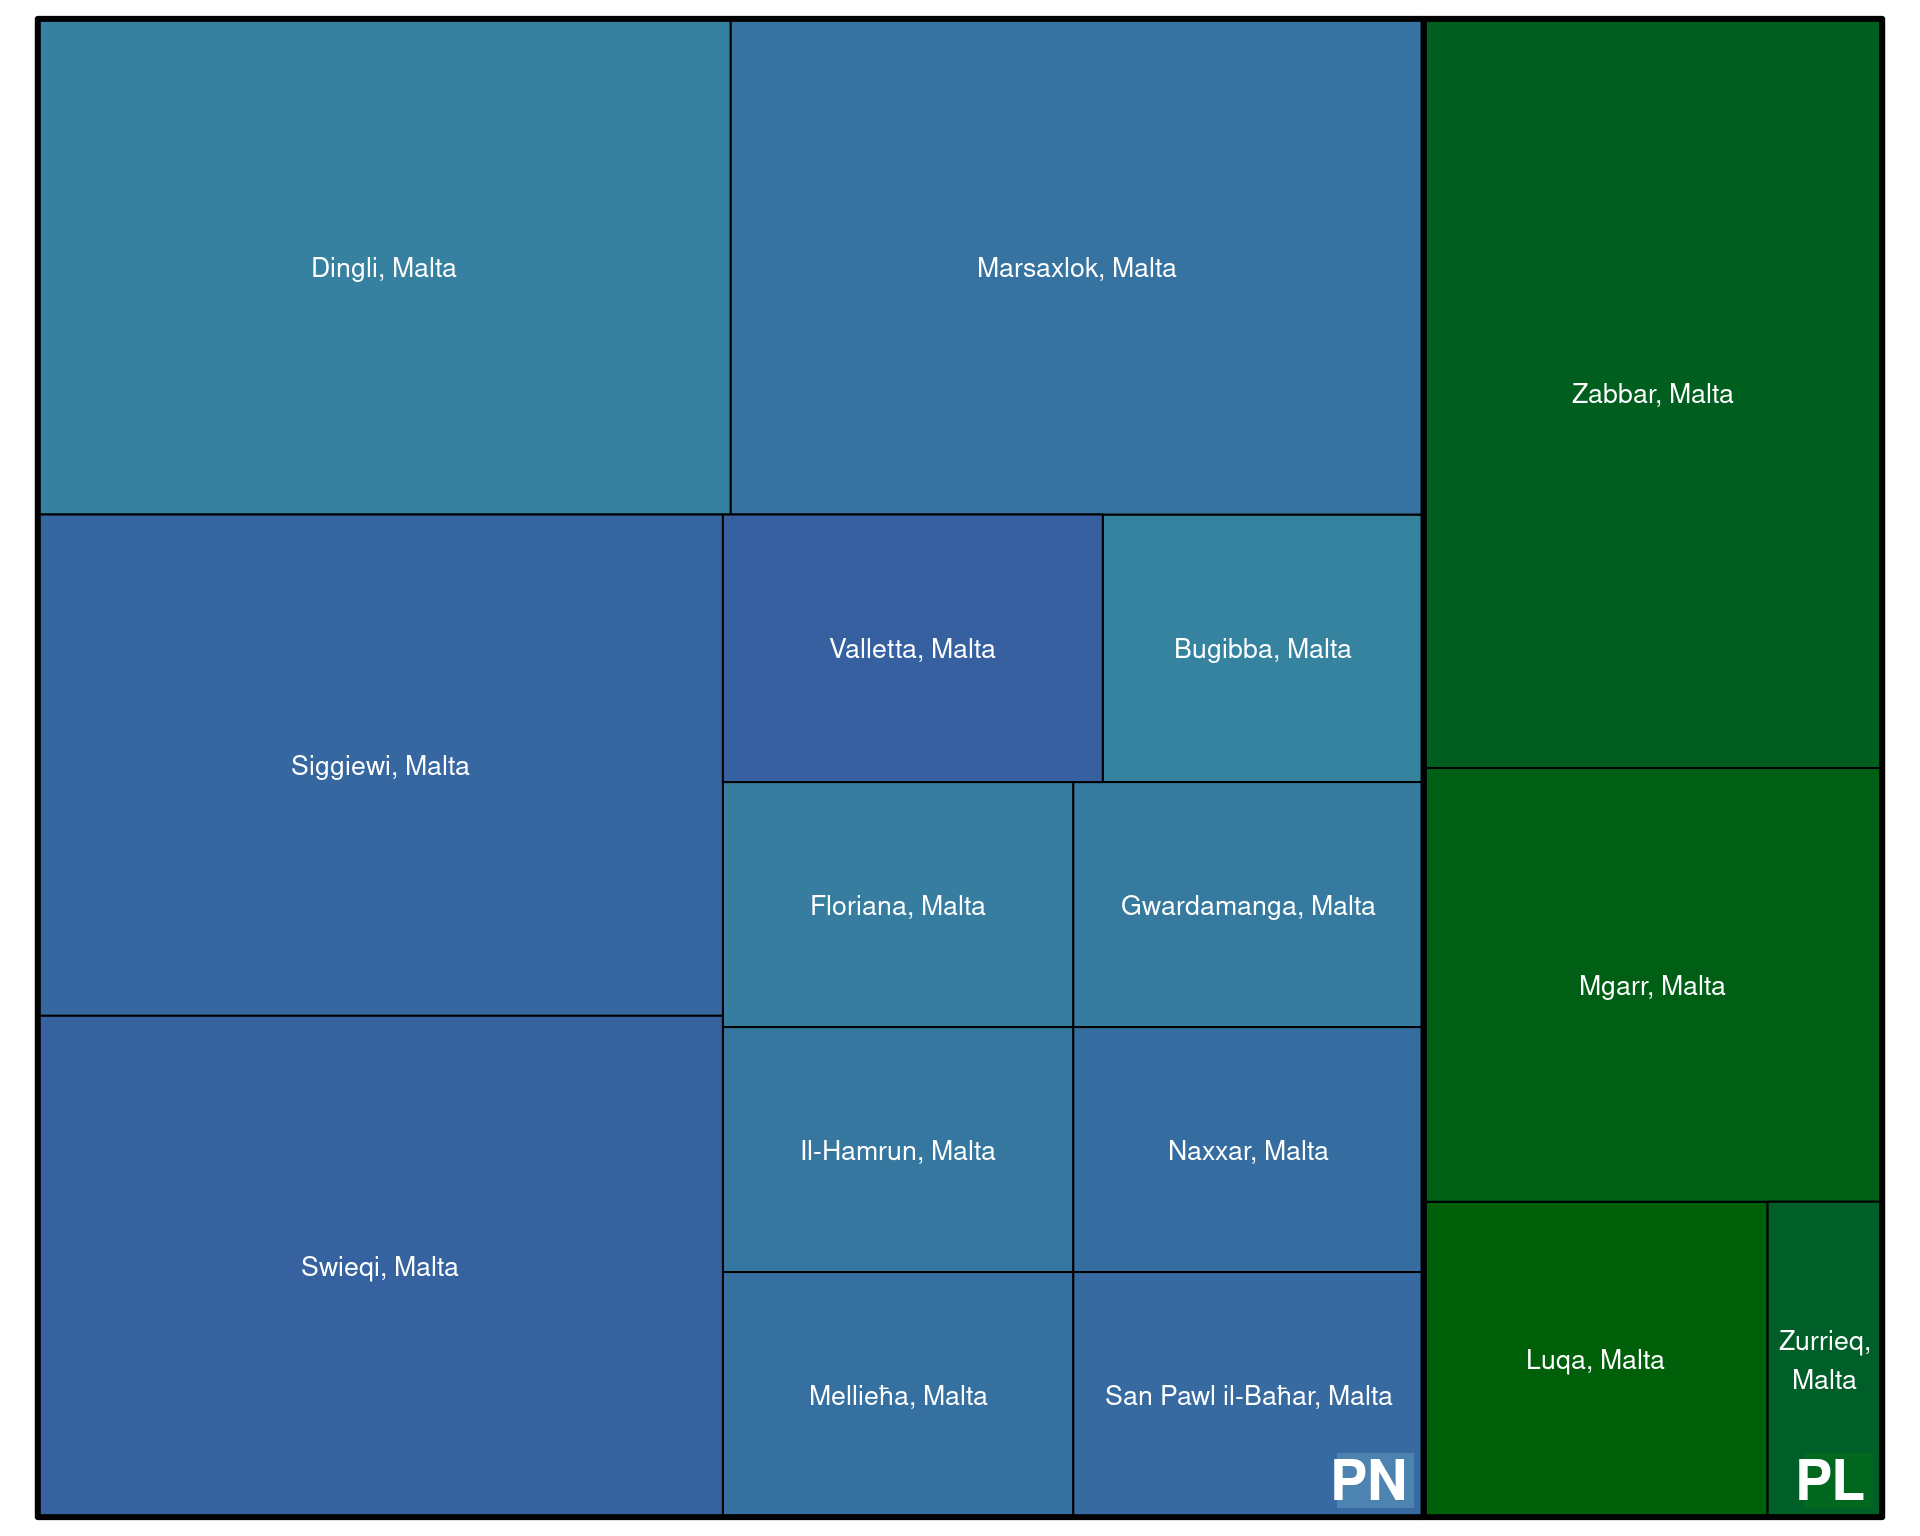 Dingli, Malta
Marsaxlok, Malta
Zabbar, Malta
Siggiewi, Malta
Valletta, Malta
Bugibba, Malta
Floriana, Malta
Gwardamanga, Malta
Mgarr, Malta
Il-Hamrun, Malta
Naxxar, Malta
Swieqi, Malta
Mellieħa, Malta
San Pawl il-Baħar, Malta
Luqa, Malta
Zurrieq,
Malta
PN
PL